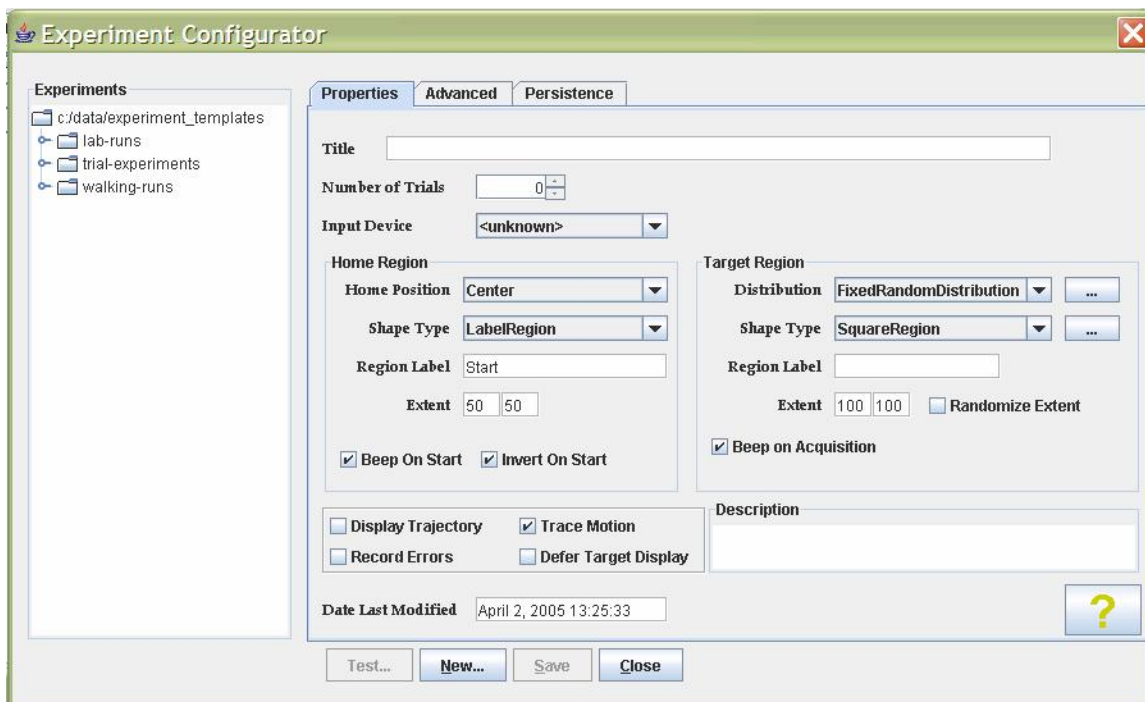 Experiment Configurator
Experiments
c:/data/experiment_templates
lab-runs
trial-experiments
walking-runs
Properties Advanced Persistence
Title
Number of Trials 0
Input Device <unknown>
Home Region
Home Position Center
Shape Type LabelRegion
Region Label Start
Extent 50 50
Beep On Start Invert On Start
Target Region
Distribution FixedRandomDistribution ...
Shape Type SquareRegion ...
Region Label
Extent 100 100 Randomize Extent
Beep on Acquisition
Display Trajectory Trace Motion
Record Errors Defer Target Display
Description
Date Last Modified April 2, 2005 13:25:33
?
Test... New... Save Close